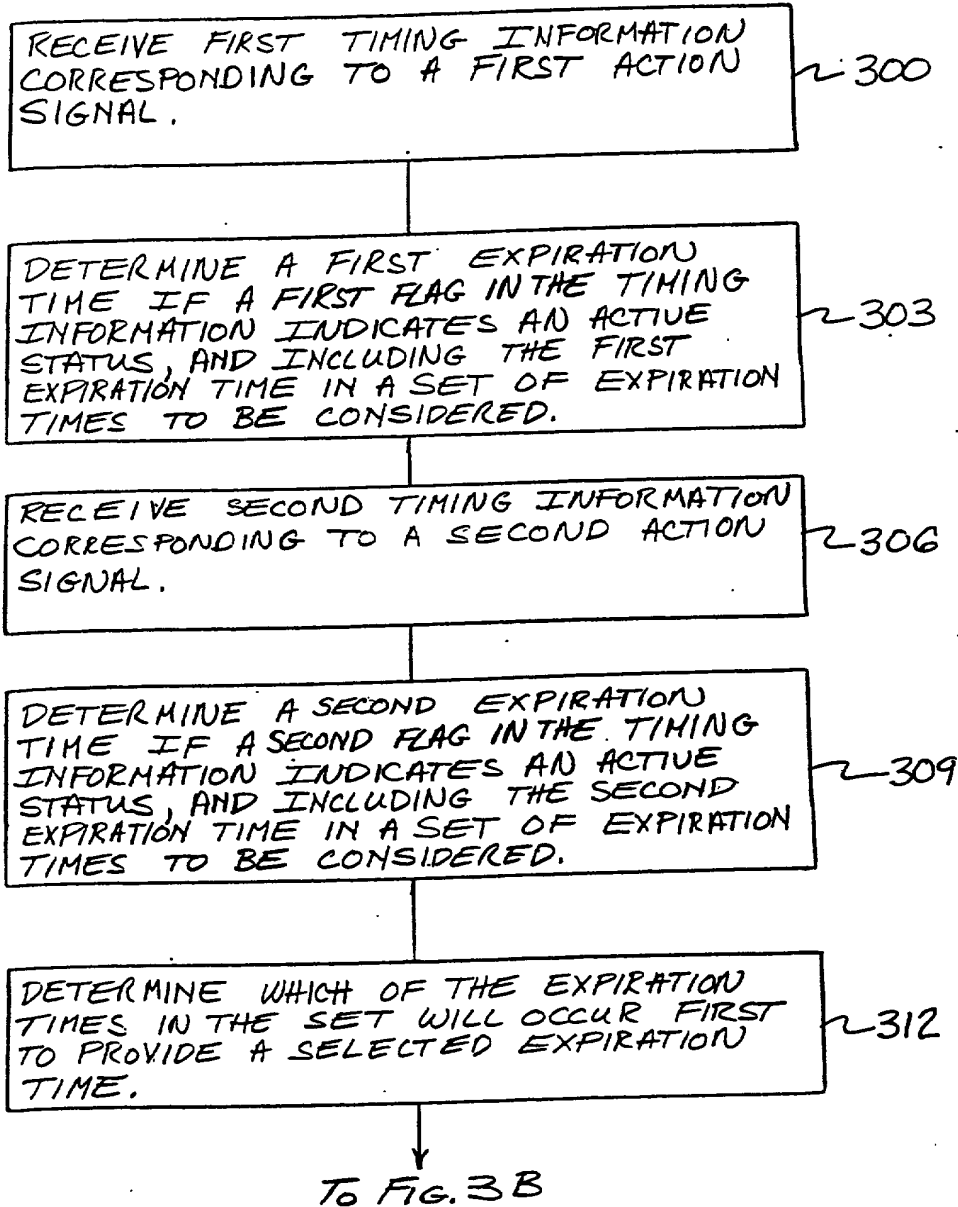 RECEIVE FIRST TIMING INFORMATION
CORRESPONDING TO A FIRST ACTION
SIGNAL.
300
DETERMINE A FIRST EXPIRATION
TIME IF A FIRST FLAG IN THE TIMING
INFORMATION INDICATES AN ACTIVE
STATUS, AND INCLUDING THE FIRST
EXPIRATION TIME IN A SET OF EXPIRATION
TIMES TO BE CONSIDERED.
303
RECEIVE SECOND TIMING INFORMATION
CORRESPONDING TO A SECOND ACTION
SIGNAL.
306
DETERMINE A SECOND EXPIRATION
TIME IF A SECOND FLAG IN THE TIMING
INFORMATION INDICATES AN ACTIVE
STATUS, AND INCLUDING THE SECOND
EXPIRATION TIME IN A SET OF EXPIRATION
TIMES TO BE CONSIDERED.
309
DETERMINE WHICH OF THE EXPIRATION
TIMES IN THE SET WILL OCCUR FIRST
TO PROVIDE A SELECTED EXPIRATION
TIME.
312
TO FIG. 3B